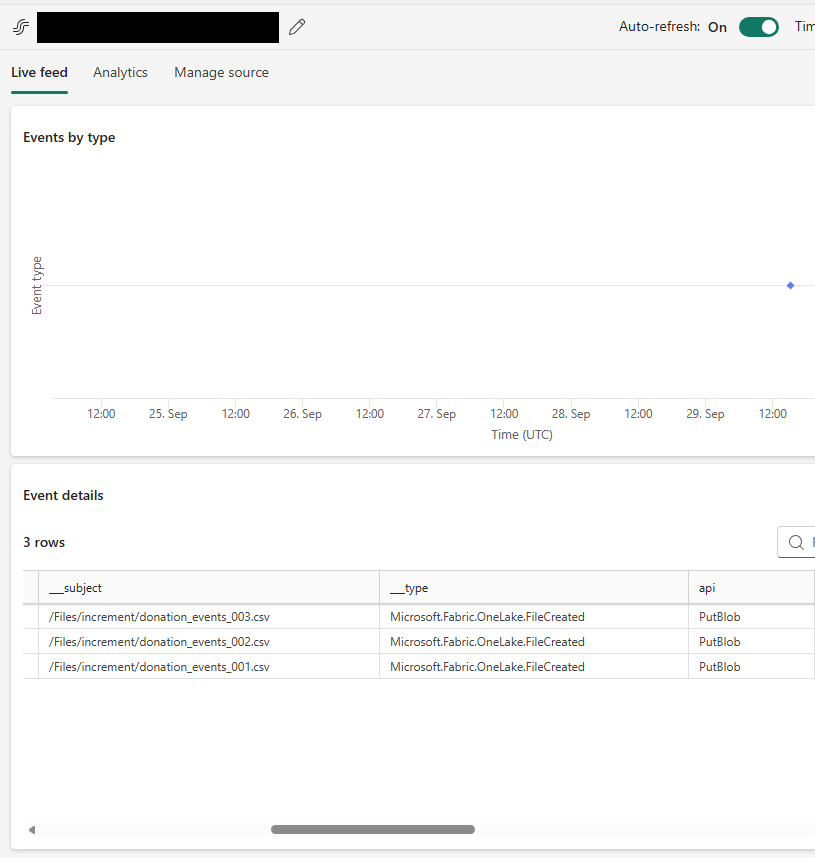 Auto-refresh: On Tim
Live feed Analytics Manage source
Events by type
Event type
12:00 25. Sep 12:00 26. Sep 12:00 27. Sep 12:00 28. Sep 12:00 29. Sep 12:00
Time (UTC)
Event details
3 rows
___subject ___type api
/Files/increment/donation_events_003.csv Microsoft.Fabric.OneLake.FileCreated PutBlob
/Files/increment/donation_events_002.csv Microsoft.Fabric.OneLake.FileCreated PutBlob
/Files/increment/donation_events_001.csv Microsoft.Fabric.OneLake.FileCreated PutBlob